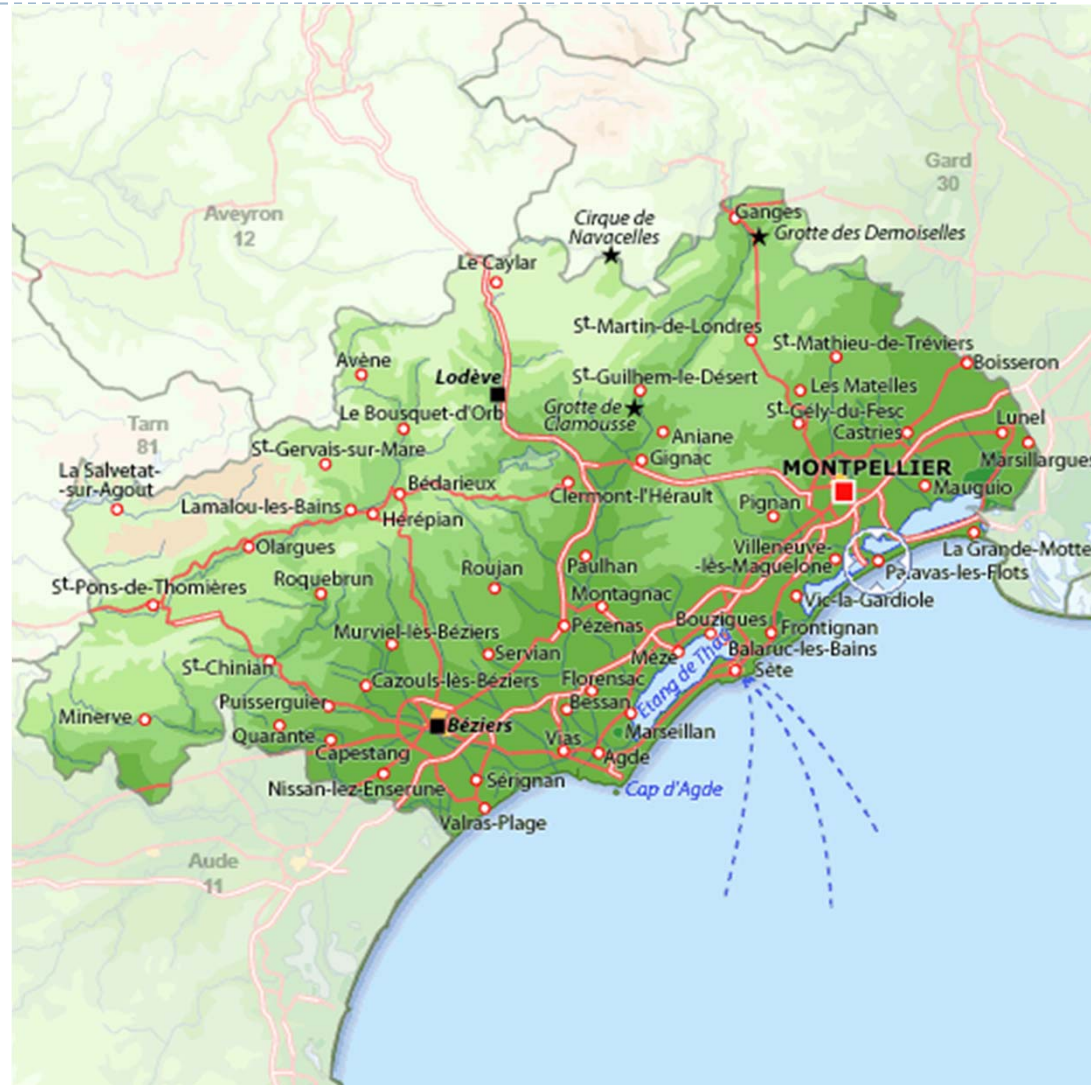 Gard
30
Aveyron
12
Cirque de
Navacelles
Ganges
Grotte des Demoiselles
Le Caylar
St-Martin-de-Londres
St-Mathieu-de-Tréviers
Avène
Boisseron
Lodève
St-Guilhem-le-Désert
Les Matelles
Le Bousquet-d'Orb
Grotte de
Clamousse
St-Gély-du-Fesc
Lunel
Tarn
81
Aniane
Castries
St-Gervais-sur-Mare
Gignac
Marsillargues
La Salvetat-
-sur-Agout
MONTPELLIER
Bédarieux
Clermont-l'Hérault
Mauguio
Lamalou-les-Bains
Pignan
Hérépian
Olargues
Villeneuve-
-lès-Maguelone
La Grande-Motte
St-Pons-de-Thomières
Roquebrun
Roujan
Paulhan
Palavas-les-Flots
Montagnac
Vic-la-Gardiole
Murviel-lès-Béziers
Pézenas
Bouzigues
Frontignan
Servian
Mèze
Balaruc-les-Bains
St-Chinian
Cazouls-lès-Béziers
Florensac
Etang de Thau
Sète
Puisserguier
Bessan
Minerve
Quarante
Béziers
Marseillan
Capestang
Vias
Agde
Nissan-lez-Enserune
Sérignan
Cap d'Agde
Valras-Plage
Aude
11